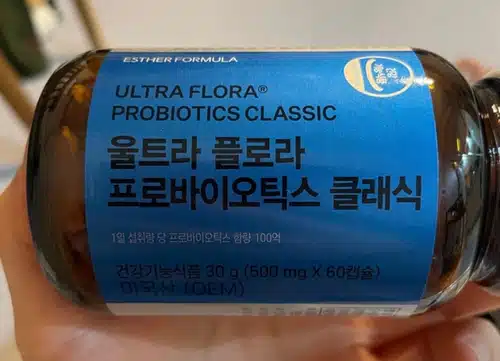 ESTHER FORMULA
ULTRA FLORA®
PROBIOTICS CLASSIC
울트라 플로라
프로바이오틱스 클래식
1일 섭취량 당 프로바이오틱스 함량 100억
건강기능식품 30 g (500 mg X 60캡슐)
미국산 (OEM)